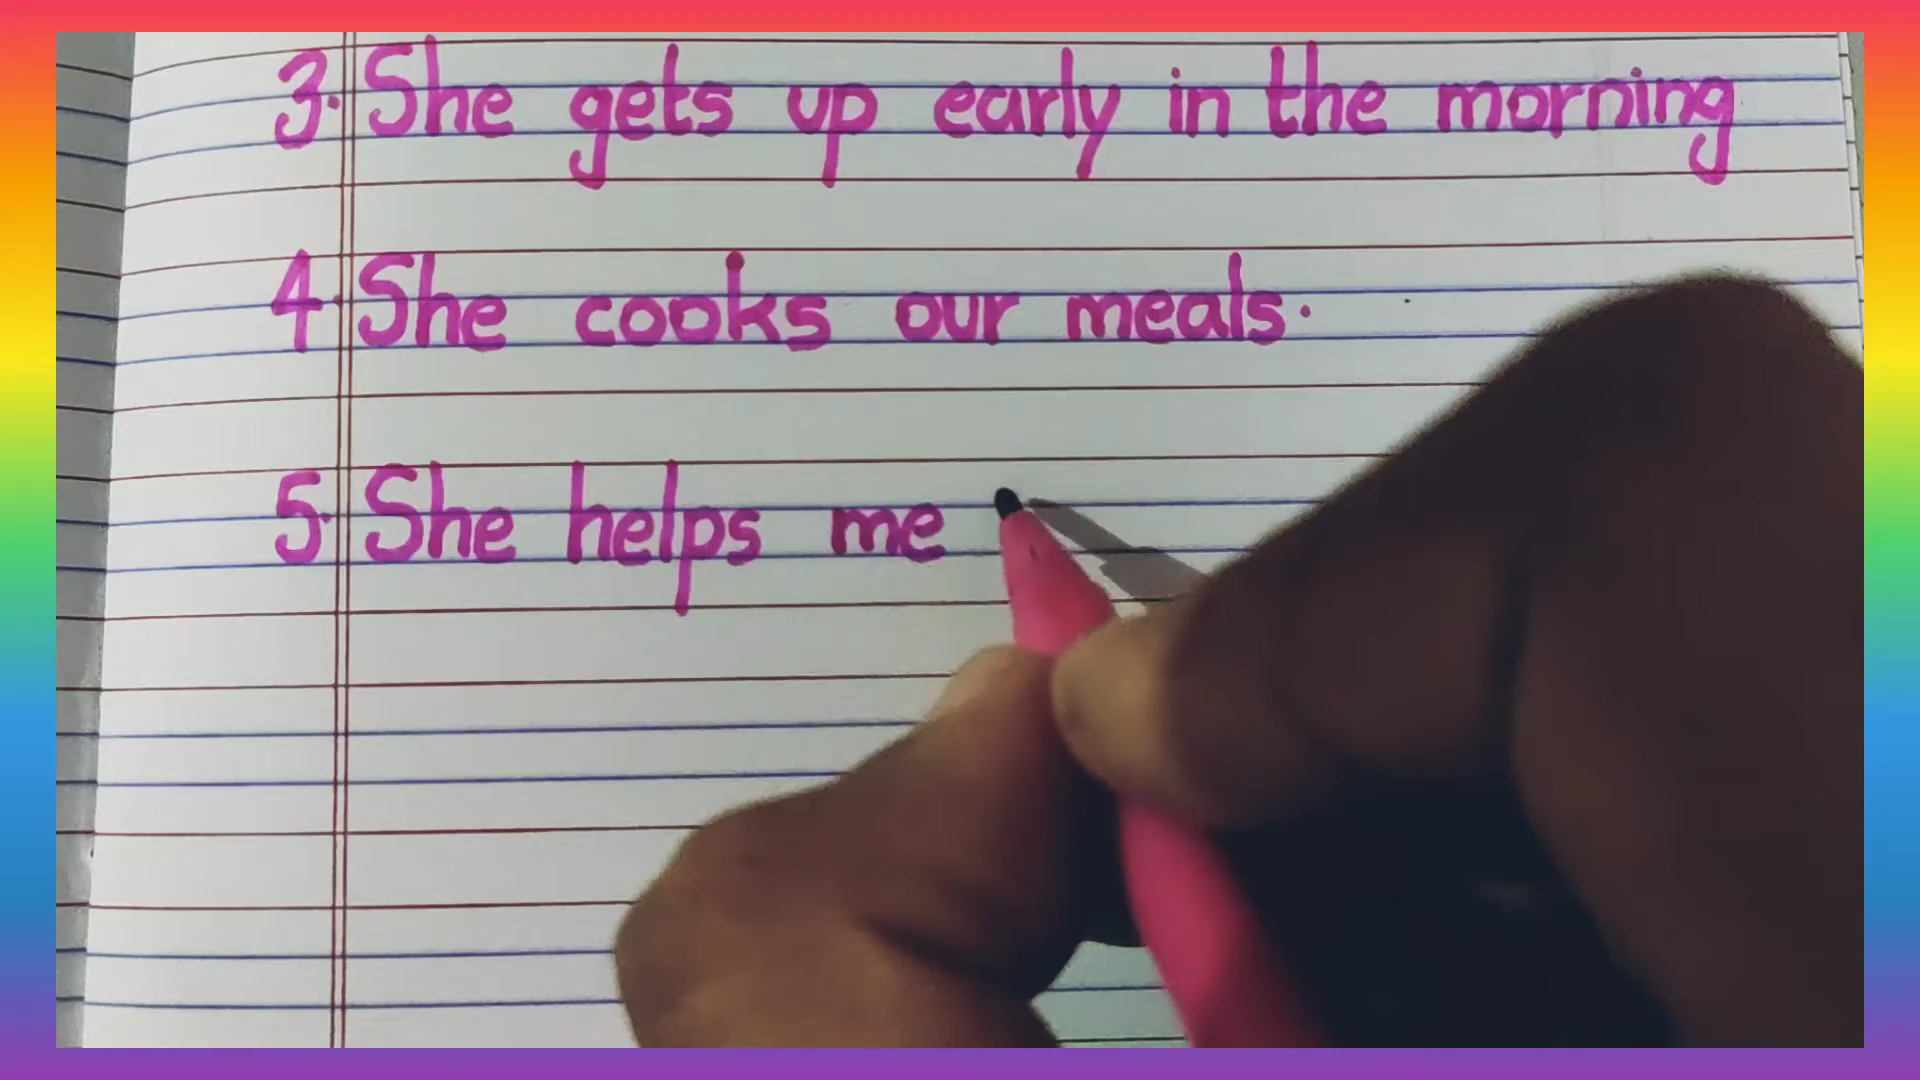 3. She gets up early in the morning
4. She cooks our meals.
5. She helps me